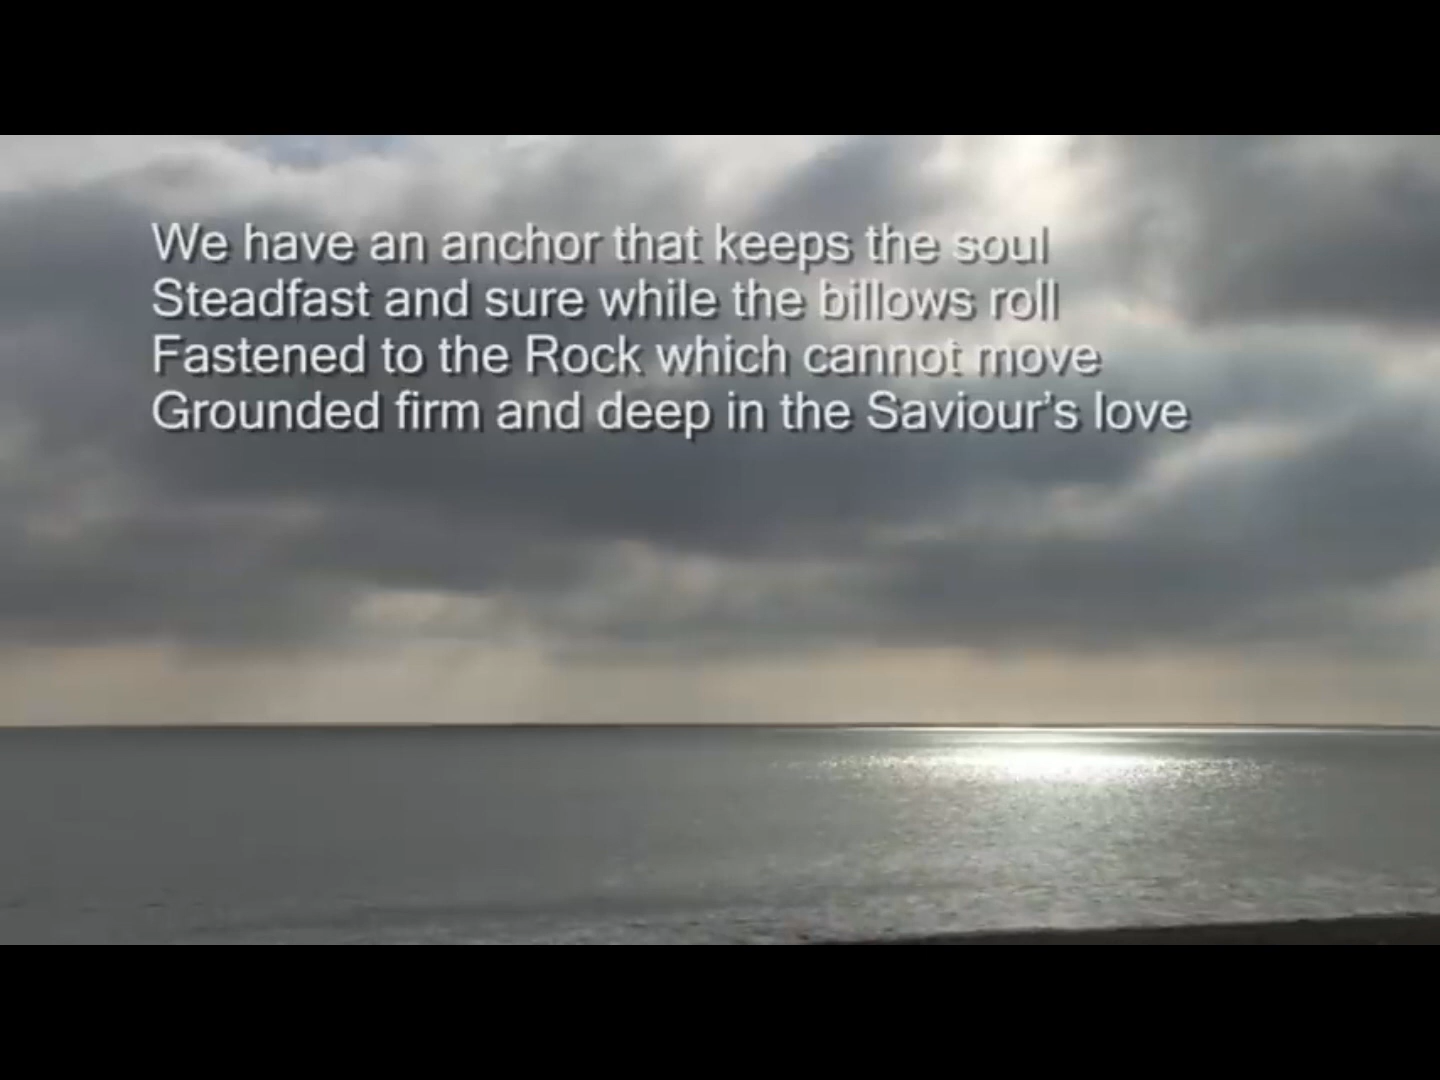 We have an anchor that keeps the soul
Steadfast and sure while the billows roll
Fastened to the Rock which cannot move
Grounded firm and deep in the Saviour’s love